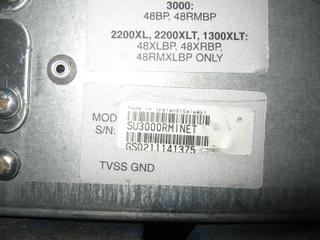 3000:
48BP, 48RMBP
2200XL, 2200XLT, 1300XLT:
48XLBP, 48XRBP,
48RMXLBP ONLY
Made in Ireland(Galway)
MOD
SU3000RMINET
S/N:
GS0211141375
TVSS GND